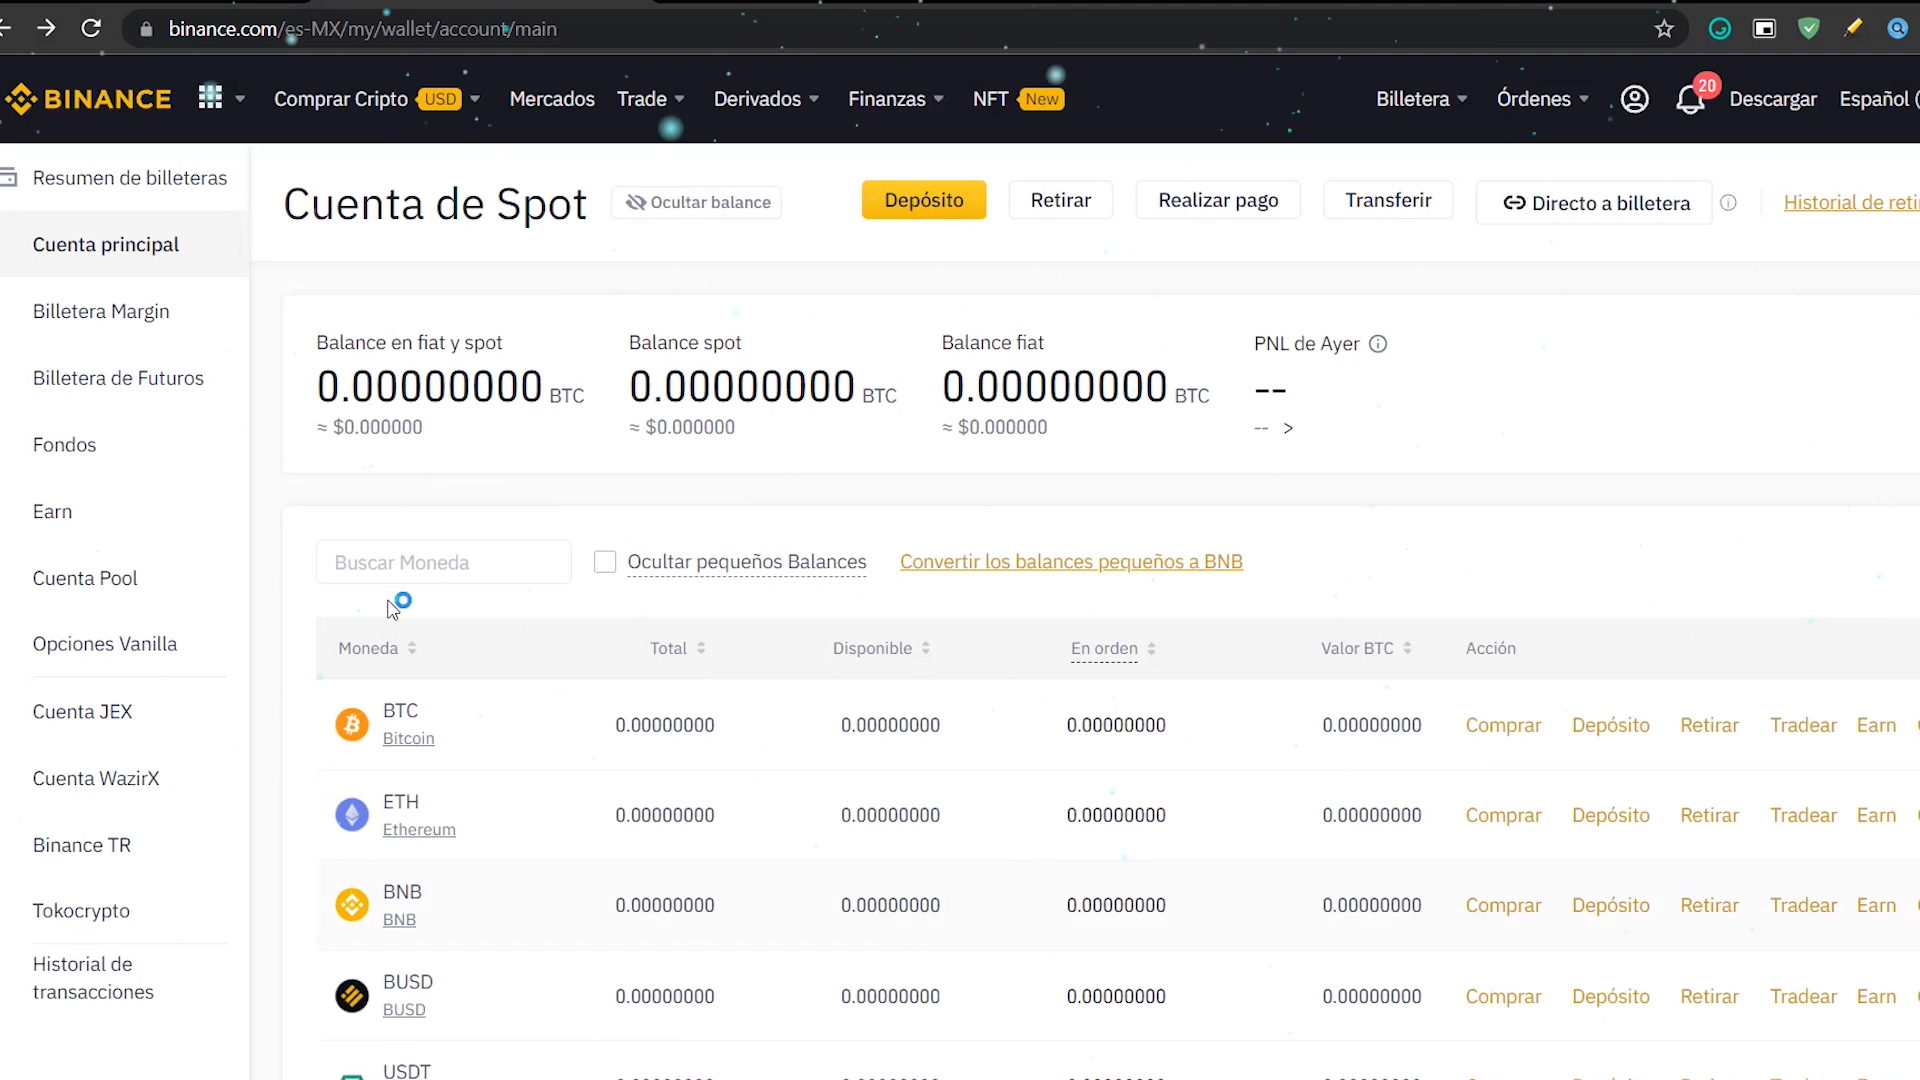 binance.com/es-MX/my/wallet/account/main
BINANCE Comprar Cripto USD Mercados Trade Derivados Finanzas NFT New Billetera Órdenes 20 Descargar Español (
Resumen de billeteras
Cuenta principal
Billetera Margin
Billetera de Futuros
Fondos
Earn
Cuenta Pool
Opciones Vanilla
Cuenta JEX
Cuenta WazirX
Binance TR
Tokocrypto
Historial de
transacciones
Cuenta de Spot Ocultar balance Depósito Retirar Realizar pago Transferir Directo a billetera Historial de reti
Balance en fiat y spot Balance spot Balance fiat PNL de Ayer
0.00000000 BTC 0.00000000 BTC 0.00000000 BTC --
≈ $0.000000 ≈ $0.000000 ≈ $0.000000 -- >
Buscar Moneda Ocultar pequeños Balances Convertir los balances pequeños a BNB
Moneda Total Disponible En orden Valor BTC Acción
BTC
Bitcoin 0.00000000 0.00000000 0.00000000 0.00000000 Comprar Depósito Retirar Tradear Earn
ETH
Ethereum 0.00000000 0.00000000 0.00000000 0.00000000 Comprar Depósito Retirar Tradear Earn
BNB
BNB 0.00000000 0.00000000 0.00000000 0.00000000 Comprar Depósito Retirar Tradear Earn
BUSD
BUSD 0.00000000 0.00000000 0.00000000 0.00000000 Comprar Depósito Retirar Tradear Earn
USDT